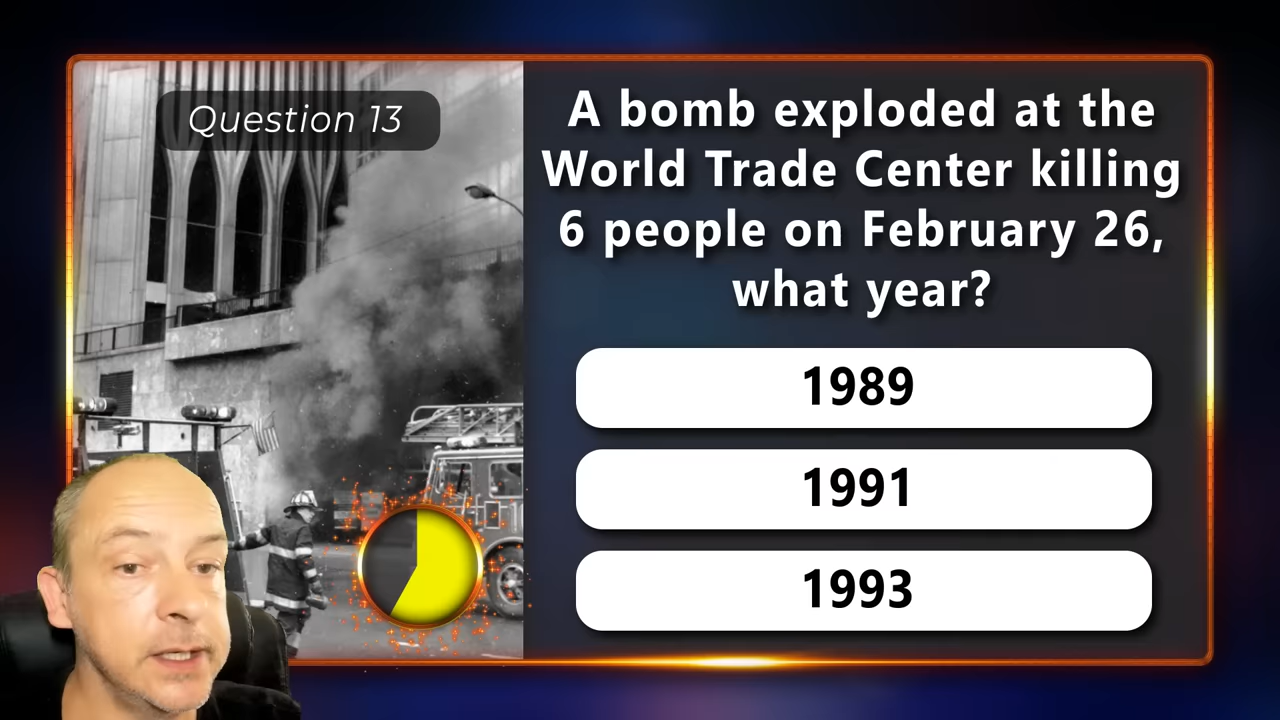 Question 13
A bomb exploded at the
World Trade Center killing
6 people on February 26,
what year?
1989
1991
1993